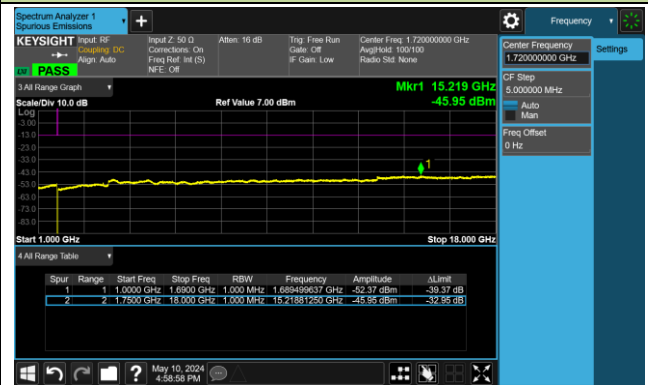 Spectrum Analyzer 1
Spurious Emissions
Frequency
KEYSIGHT Input: RF
Coupling: DC
Align: Auto
Input Z: 50 Ω
Corrections: On
Freq Ref: Int (S)
NFE: Off
Atten: 16 dB
Trig: Free Run
Gate: Off
IF Gain: Low
Center Freq: 1.720000000 GHz
Avg|Hold: 100/100
Radio Std: None
PASS
Center Frequency
1.720000000 GHz
Settings
CF Step
5.000000 MHz
Auto
Man
Freq Offset
0 Hz
3 All Range Graph
Mkr1 15.219 GHz
Scale/Div 10.0 dB
Ref Value 7.00 dBm
-45.95 dBm
Log
-3.00
-13.0
-23.0
-33.0
-43.0
-53.0
-63.0
-73.0
-83.0
1
Start 1.000 GHz
Stop 18.000 GHz
4 All Range Table
Spur Range Start Freq Stop Freq RBW Frequency Amplitude ΔLimit
1 1 1.0000 GHz 1.6900 GHz 1.000 MHz 1.689499637 GHz -52.37 dBm -39.37 dB
2 2 1.7500 GHz 18.000 GHz 1.000 MHz 15.21881250 GHz -45.95 dBm -32.95 dB
May 10, 2024
4:58:58 PM